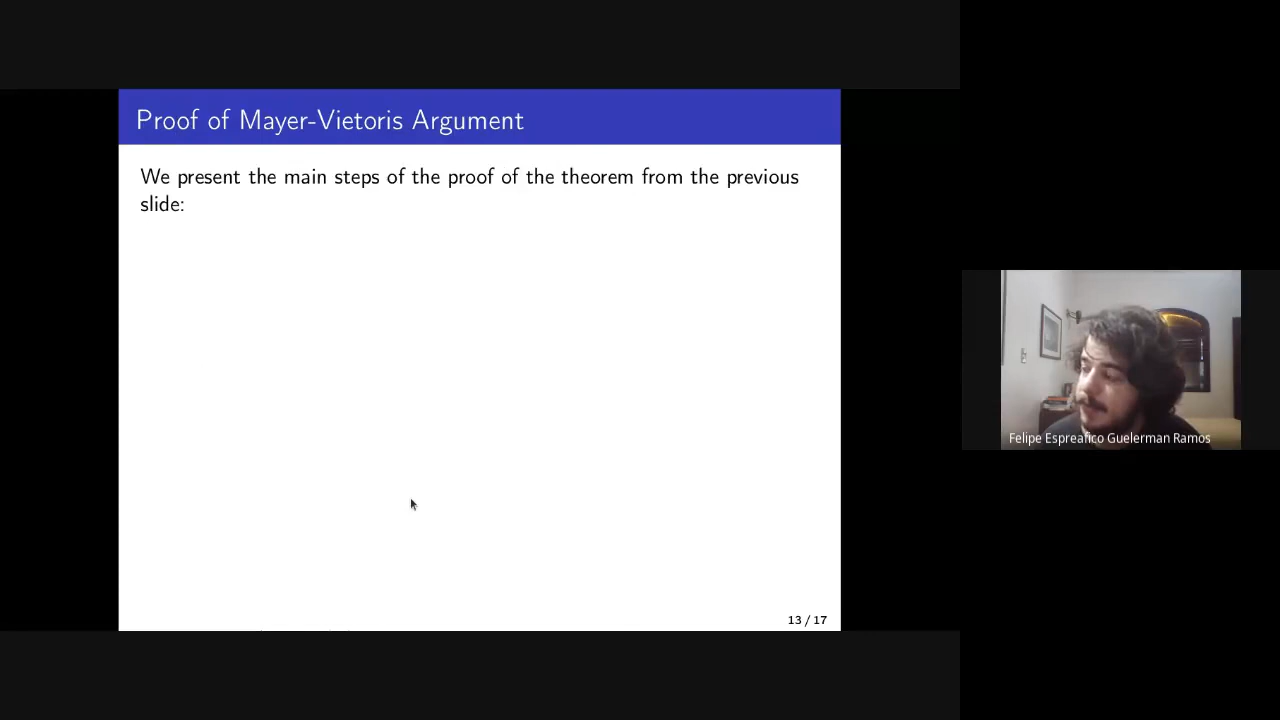 Proof of Mayer-Vietoris Argument
We present the main steps of the proof of the theorem from the previous
slide:
13 / 17
Felipe Espreafico Guelerman Ramos